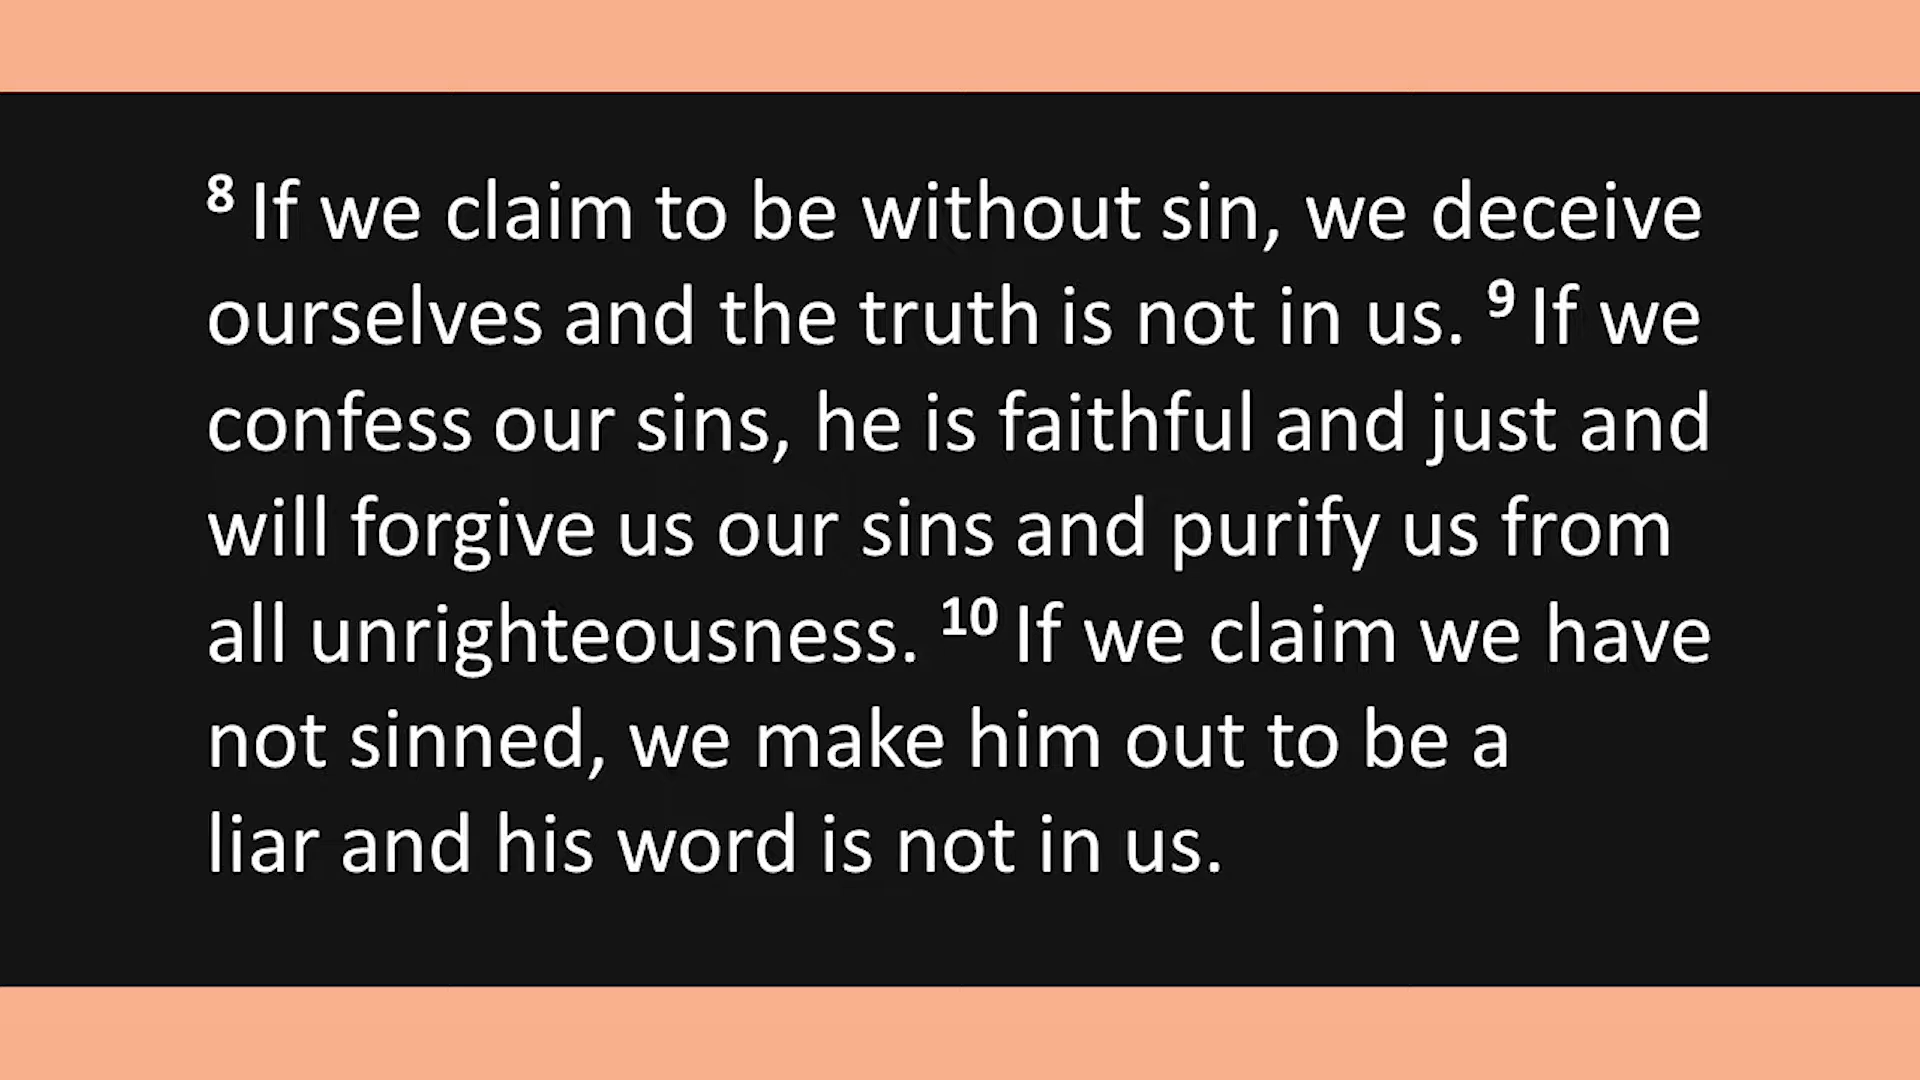 8 If we claim to be without sin, we deceive
ourselves and the truth is not in us. 9 If we
confess our sins, he is faithful and just and
will forgive us our sins and purify us from
all unrighteousness. 10 If we claim we have
not sinned, we make him out to be a
liar and his word is not in us.